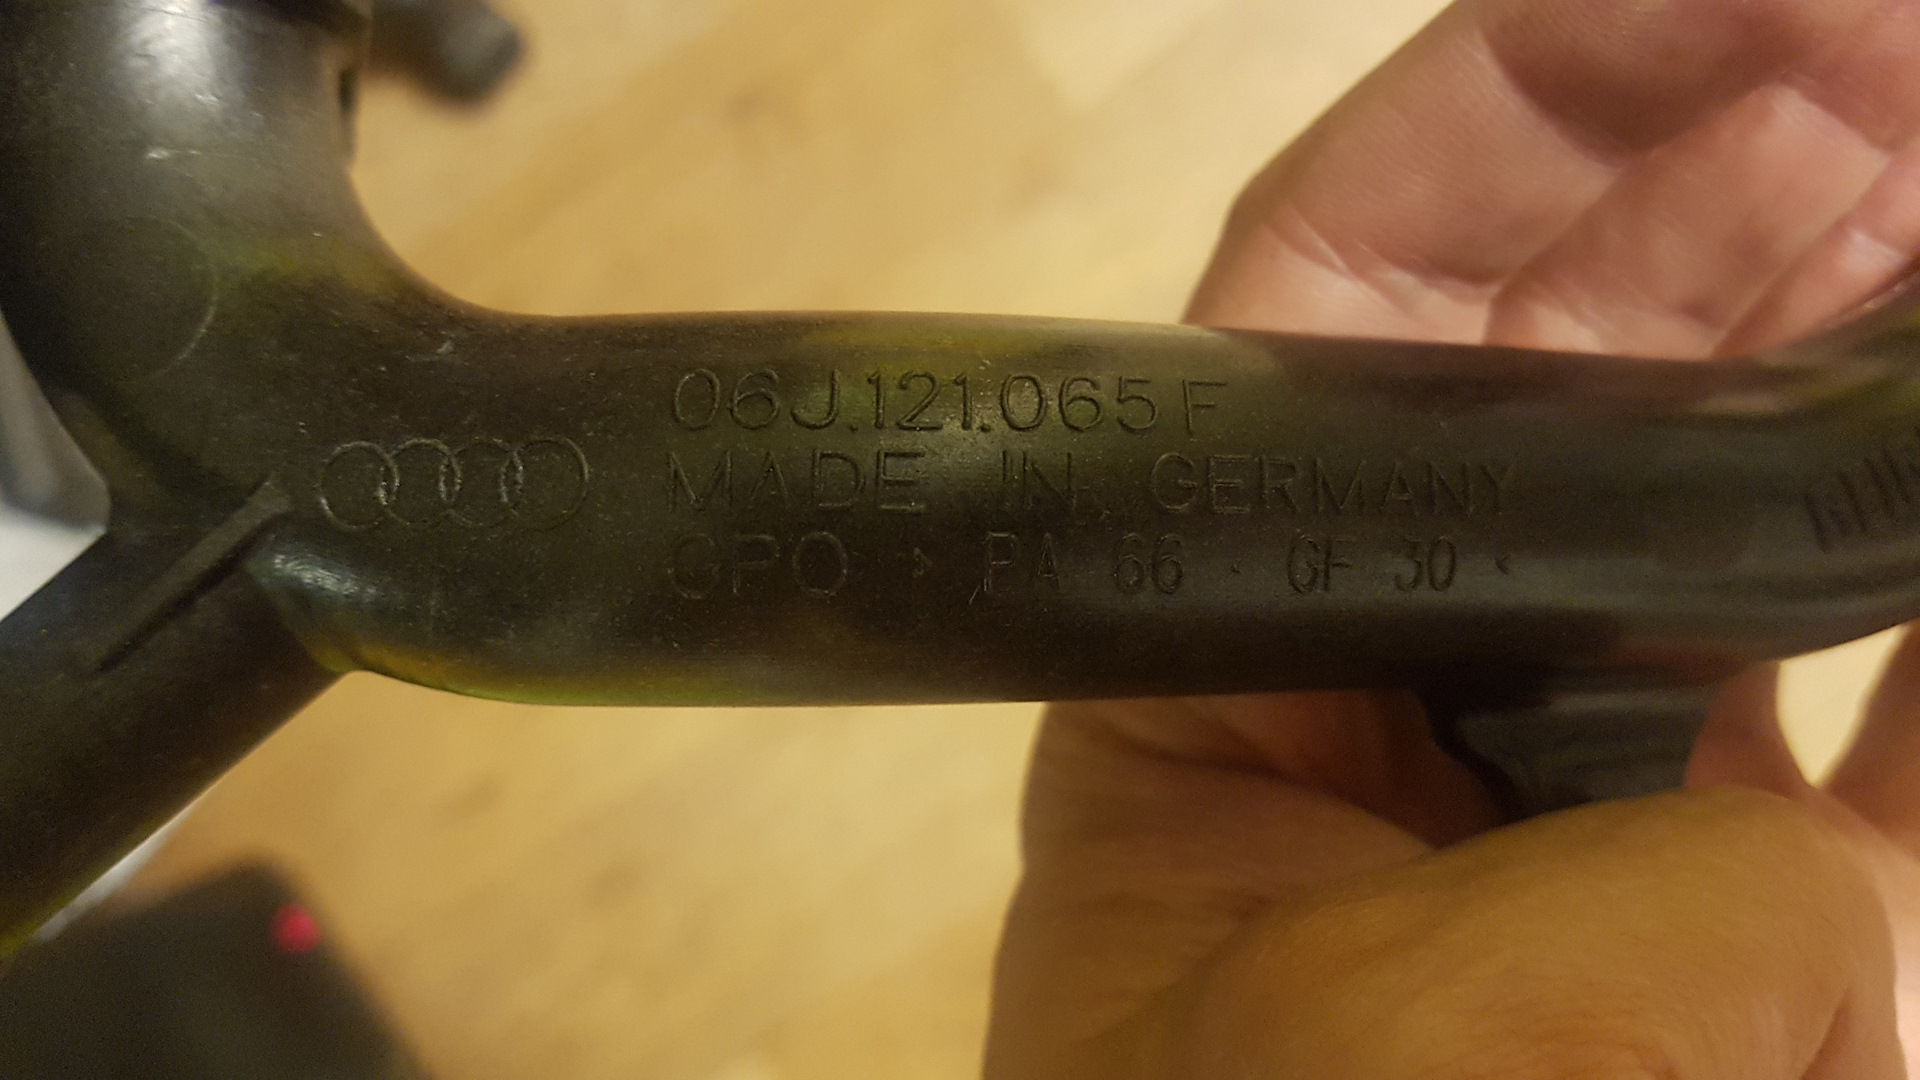 06J.121.065 F
MADE IN GERMANY
GPO > PA 66 · GF 30 <